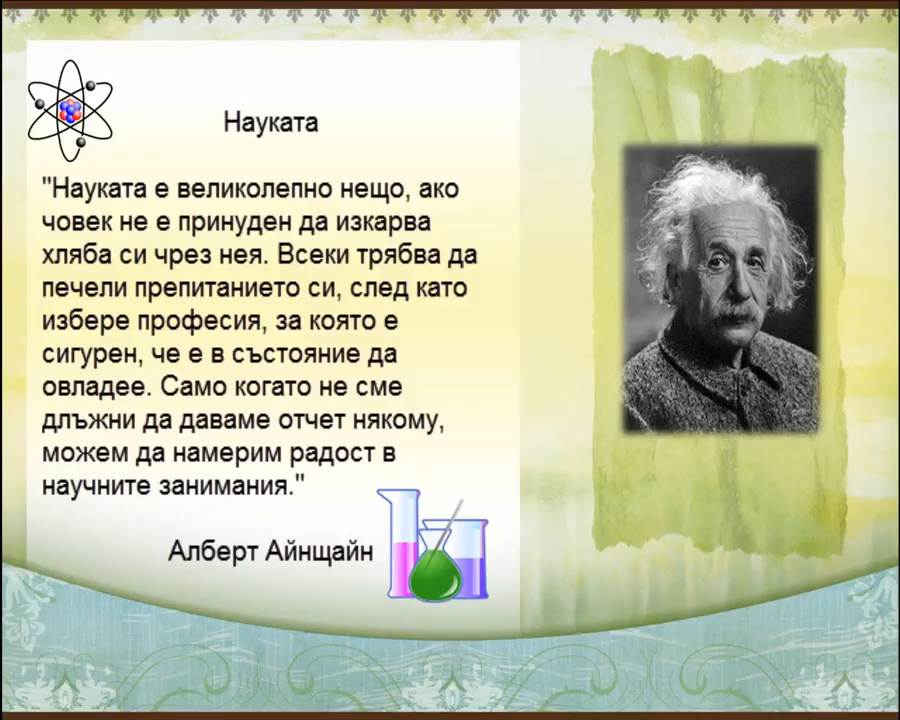 Науката
"Науката е великолепно нещо, ако
човек не е принуден да изкарва
хляба си чрез нея. Всеки трябва да
печели препитанието си, след като
избере професия, за която е
сигурен, че е в състояние да
овладее. Само когато не сме
длъжни да даваме отчет някому,
можем да намерим радост в
научните занимания."
Алберт Айнщайн